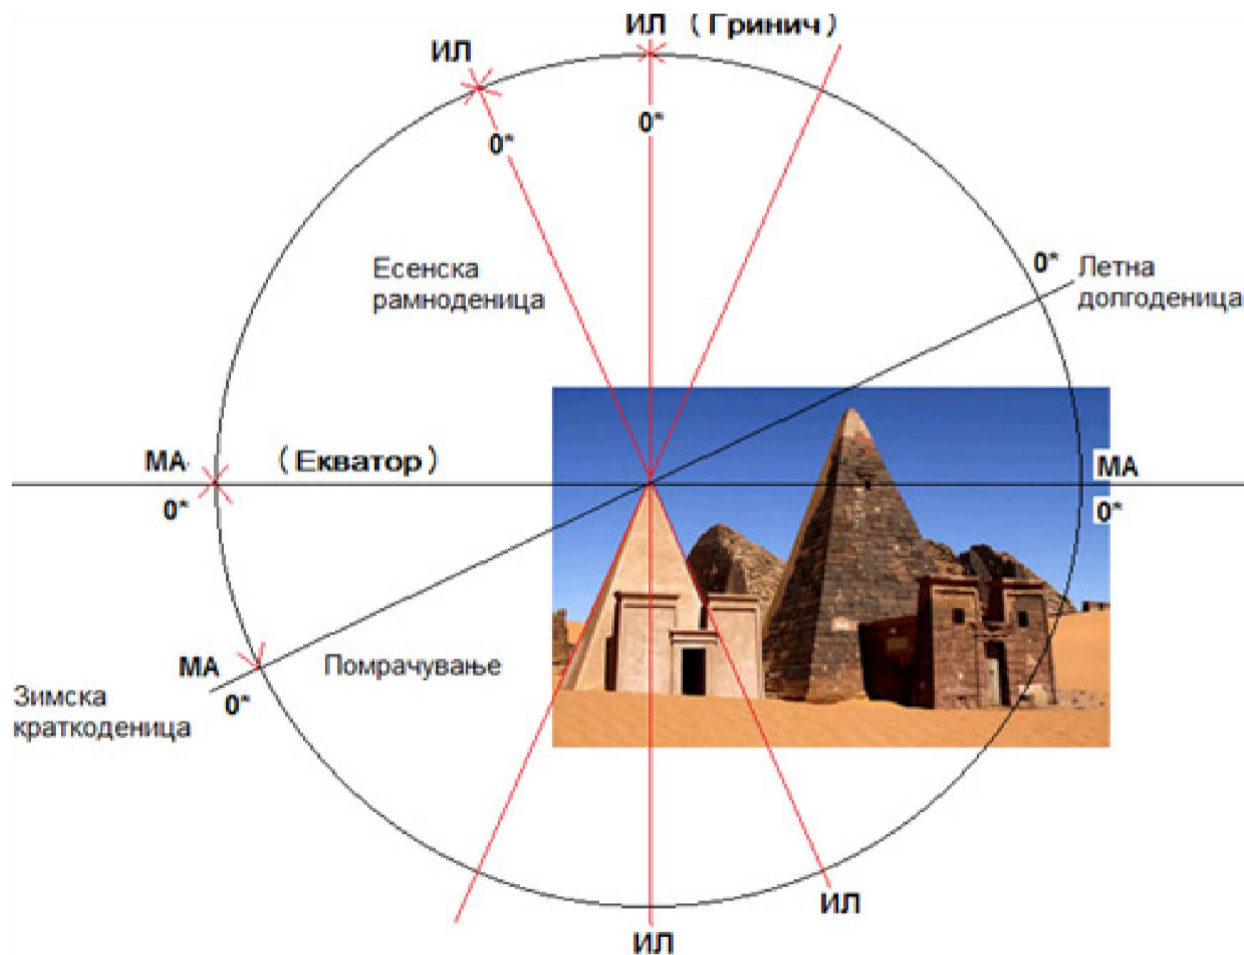 ИЛ (Гринич)
ИЛ
0*
0*
0*
Летна
долгоденица
Есенска
рамноденица
МА
(Екватор)
МА
0*
0*
МА
Помрачување
0*
Зимска
краткоденица
ИЛ
ИЛ